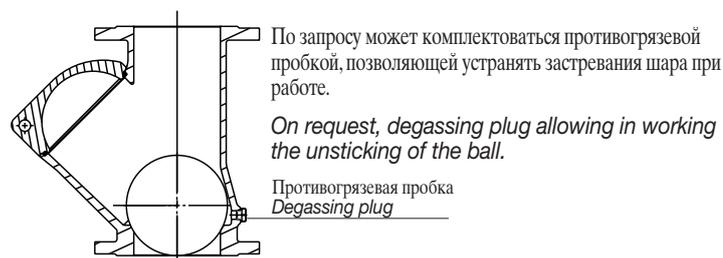 По запросу может комплектоваться противогрязевой
пробкой, позволяющей устранять застревания шара при
работе.
On request, degassing plug allowing in working
the unsticking of the ball.
Противогрязевая пробка
Degassing plug